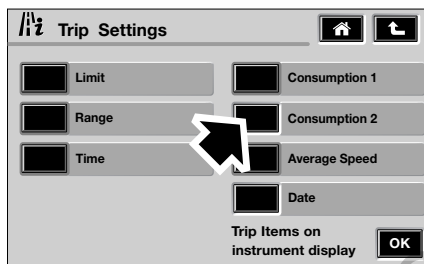 Trip Settings
Limit
Range
Time
Consumption 1
Consumption 2
Average Speed
Date
Trip Items on
instrument display
OK